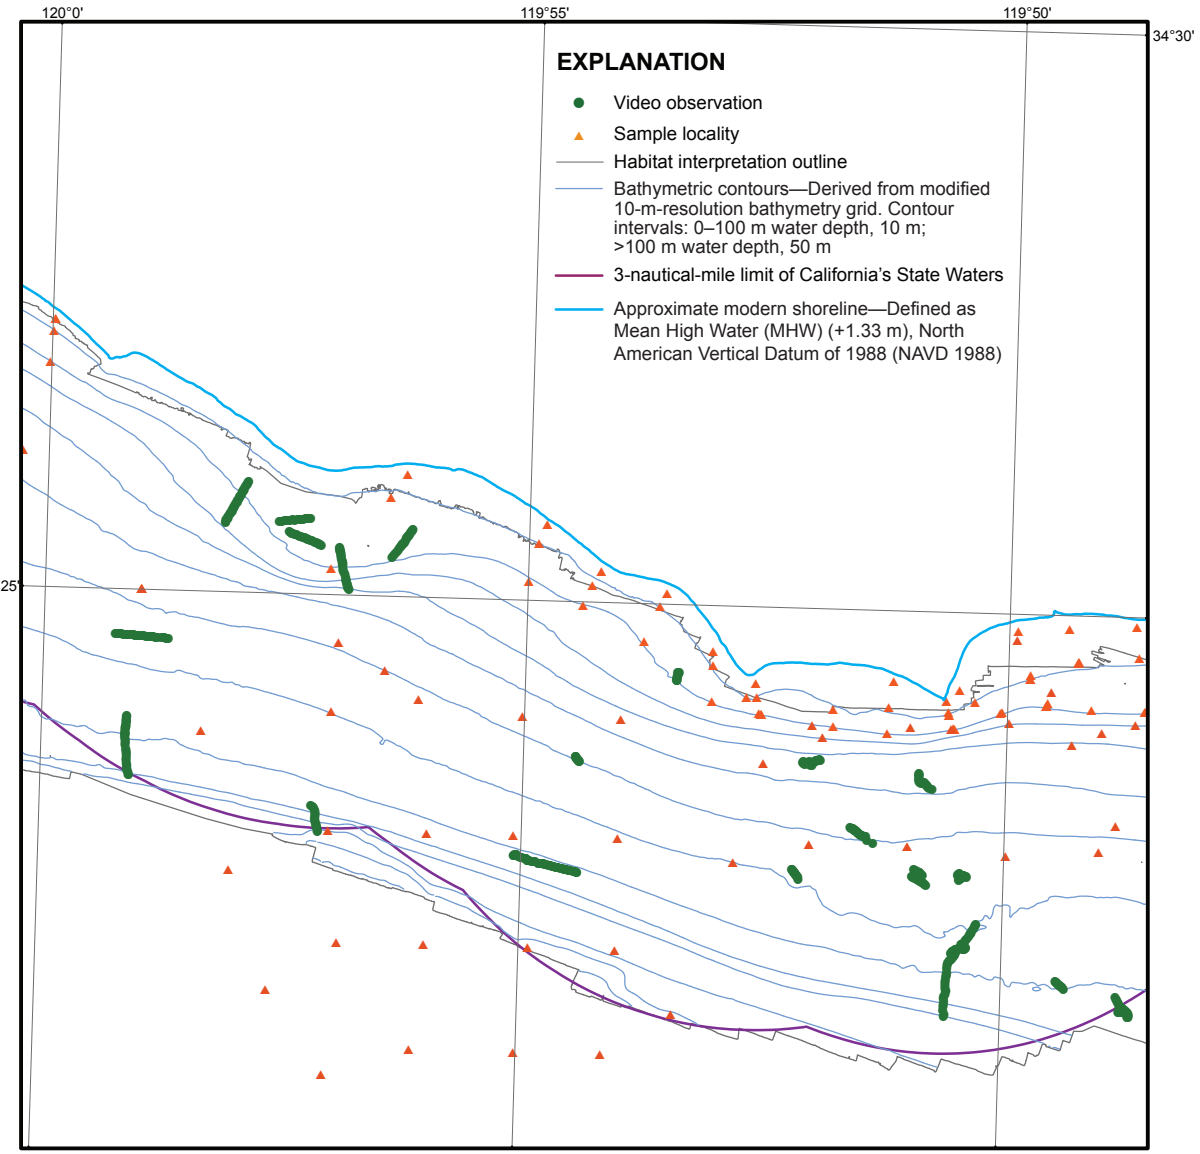 120°0'
119°55'
119°50'
34°30'
EXPLANATION
Video observation
Sample locality
Habitat interpretation outline
Bathymetric contours—Derived from modified
10-m-resolution bathymetry grid. Contour
intervals: 0–100 m water depth, 10 m;
>100 m water depth, 50 m
3-nautical-mile limit of California’s State Waters
Approximate modern shoreline—Defined as
Mean High Water (MHW) (+1.33 m), North
American Vertical Datum of 1988 (NAVD 1988)
25'